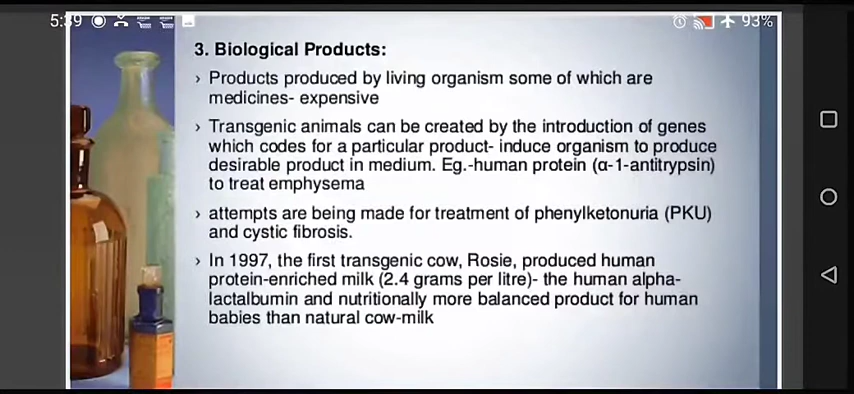 5:39
93%
3. Biological Products:
› Products produced by living organism some of which are
medicines- expensive
› Transgenic animals can be created by the introduction of genes
which codes for a particular product- induce organism to produce
desirable product in medium. Eg.-human protein (α-1-antitrypsin)
to treat emphysema
› attempts are being made for treatment of phenylketonuria (PKU)
and cystic fibrosis.
› In 1997, the first transgenic cow, Rosie, produced human
protein-enriched milk (2.4 grams per litre)- the human alpha-
lactalbumin and nutritionally more balanced product for human
babies than natural cow-milk